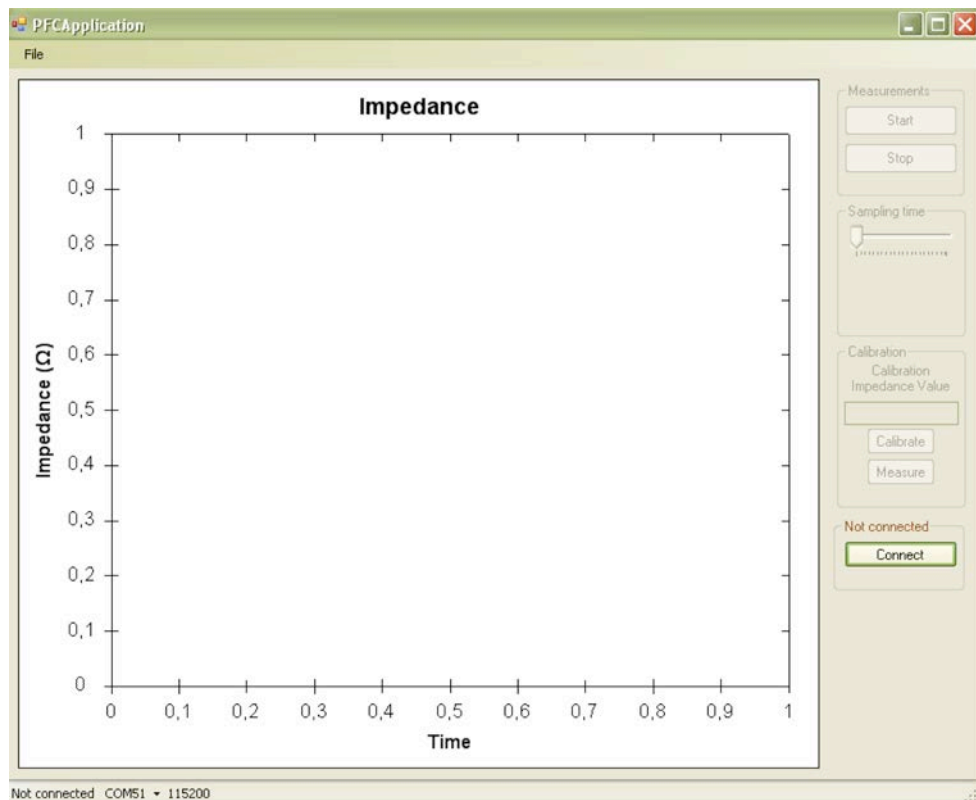 PFCApplication
File
Impedance
1
0,9
0,8
0,7
0,6
0,5
0,4
0,3
0,2
0,1
0
Impedance (Ω)
0 0,1 0,2 0,3 0,4 0,5 0,6 0,7 0,8 0,9 1
Time
Measurements
Start
Stop
Sampling time
Calibration
Calibration
Impedance Value
Calibrate
Measure
Not connected
Connect
Not connected COM51 115200